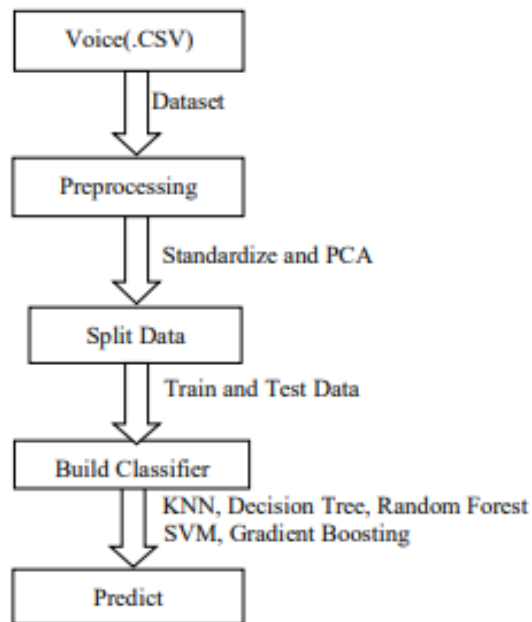 Voice(.CSV)
Dataset
Preprocessing
Standardize and PCA
Split Data
Train and Test Data
Build Classifier
KNN, Decision Tree, Random Forest
SVM, Gradient Boosting
Predict